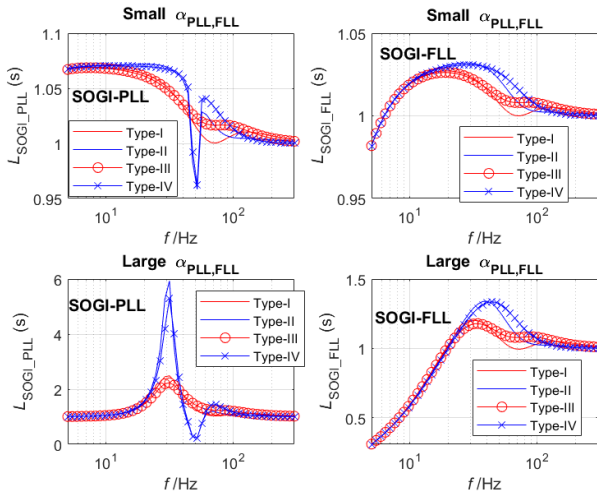 Small α_PLL,FLL
L_SOGI_PLL (s)
1.1
1.05
1
0.95
SOGI-PLL
Type-I
Type-II
Type-III
Type-IV
10^1
10^2
f /Hz
Small α_PLL,FLL
L_SOGI_FLL (s)
1.05
1
0.95
SOGI-FLL
Type-I
Type-II
Type-III
Type-IV
10^1
10^2
f /Hz
Large α_PLL,FLL
L_SOGI_PLL (s)
6
4
2
0
SOGI-PLL
Type-I
Type-II
Type-III
Type-IV
10^1
10^2
f /Hz
Large α_PLL,FLL
L_SOGI_FLL (s)
1.5
1
0.5
SOGI-FLL
Type-I
Type-II
Type-III
Type-IV
10^1
10^2
f /Hz